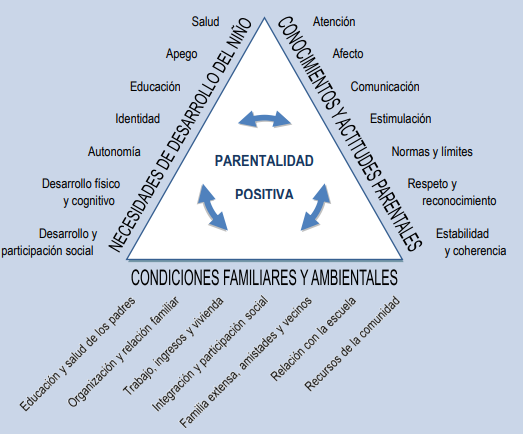 Salud
Apego
Educación
Identidad
Autonomía
Desarrollo físico
y cognitivo
Desarrollo y
participación social
NECESIDADES DE DESARROLLO DEL NIÑO
CONOCIMIENTOS Y ACTITUDES PARENTALES
Atención
Afecto
Comunicación
Estimulación
Normas y límites
Respeto y
reconocimiento
Estabilidad
y coherencia
PARENTALIDAD
POSITIVA
CONDICIONES FAMILIARES Y AMBIENTALES
Educación y salud de los padres
Organización y relación familiar
Trabajo, ingresos y vivienda
Integración y participación social
Familia extensa, amistades y vecinos
Relación con la escuela
Recursos de la comunidad